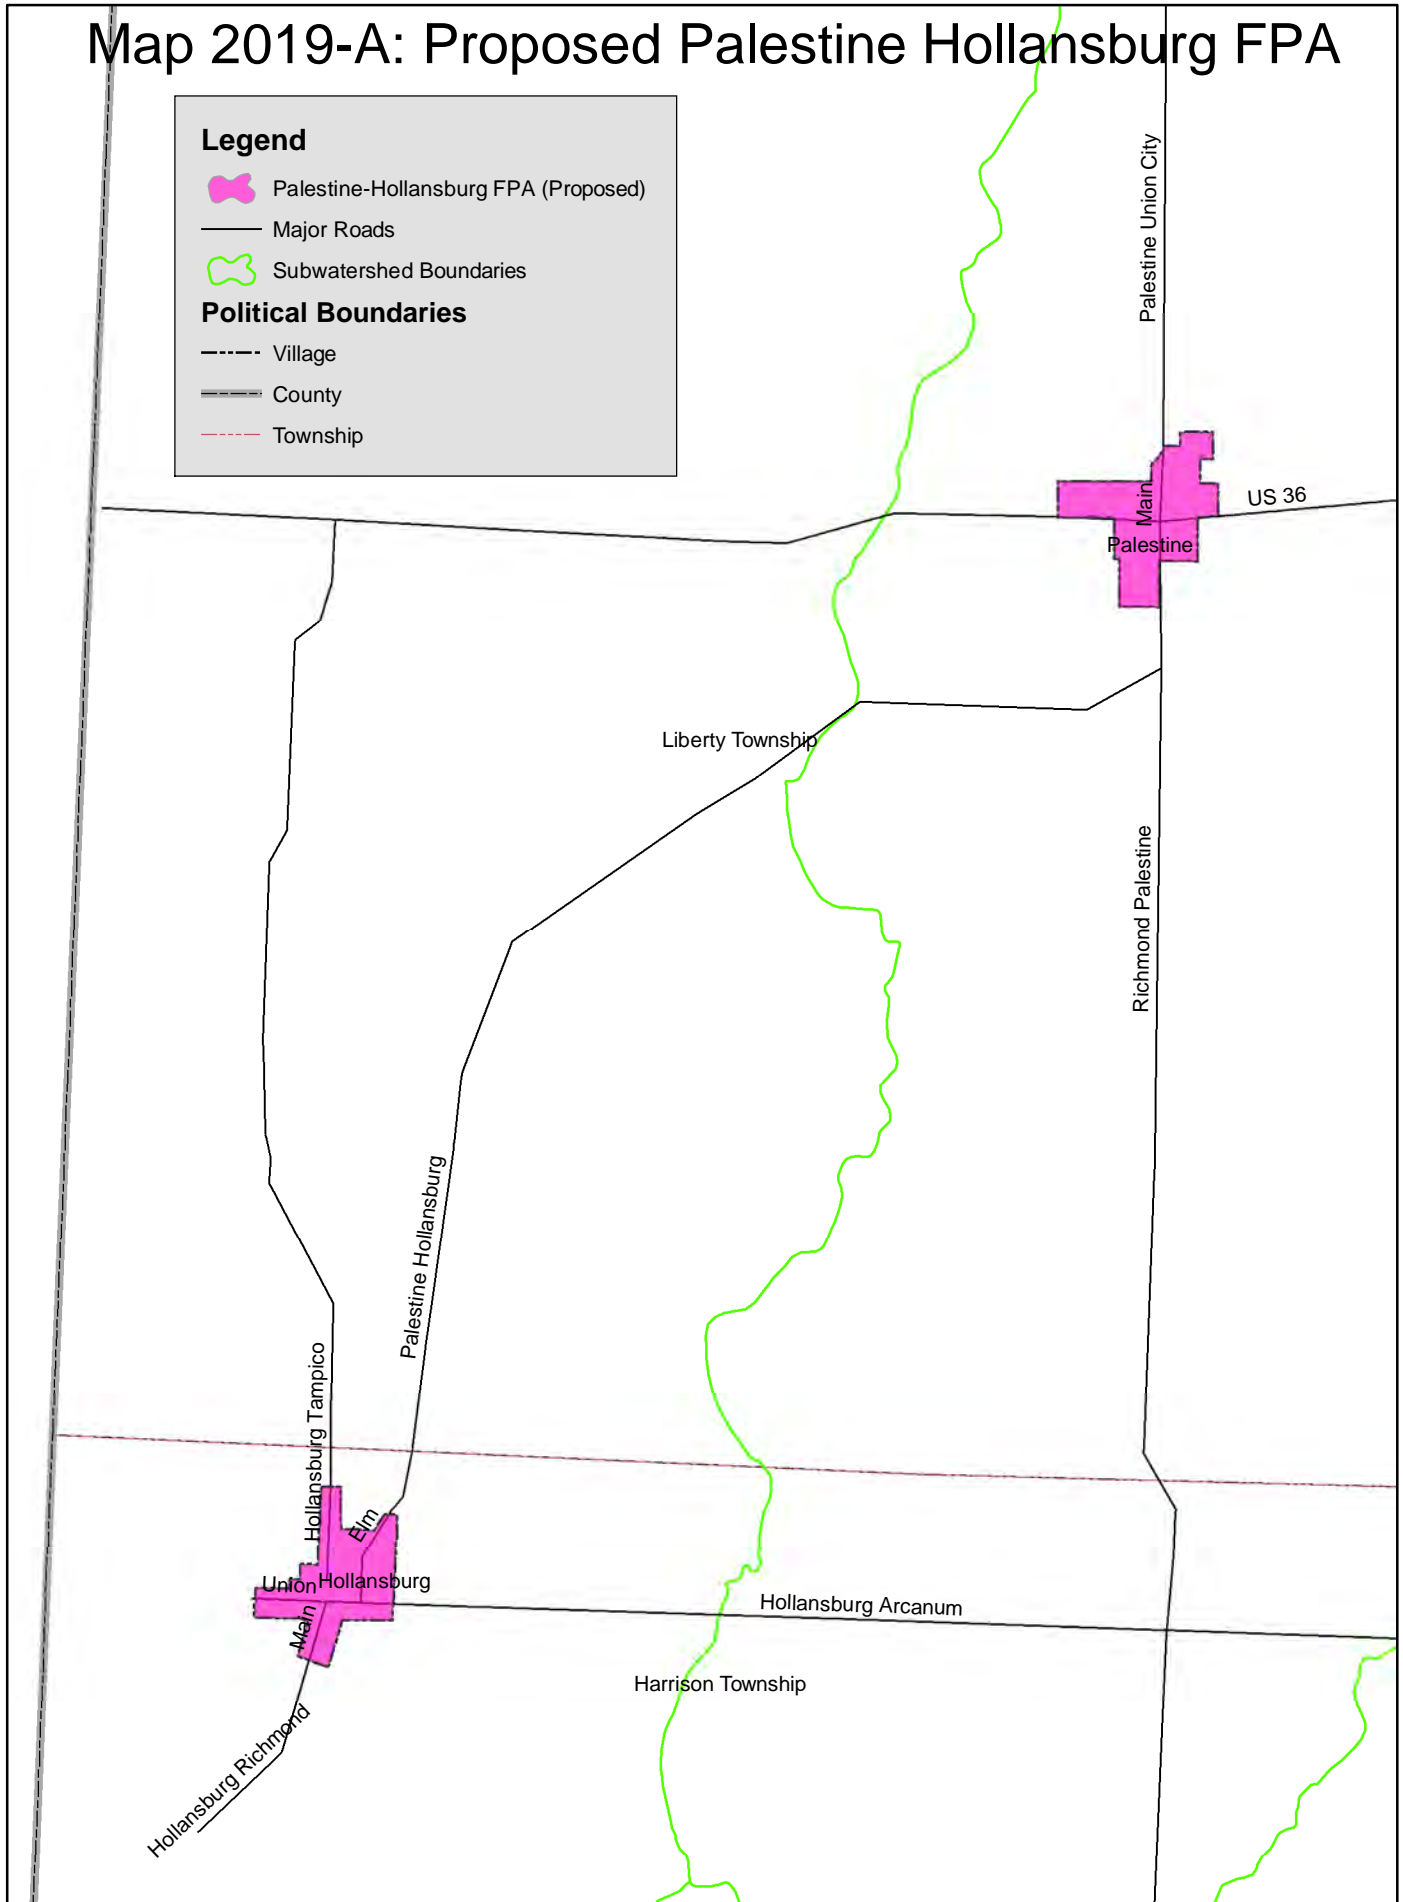 Map 2019-A: Proposed Palestine Hollansburg FPA
Legend
Palestine-Hollansburg FPA (Proposed)
Major Roads
Subwatershed Boundaries
Political Boundaries
Village
County
Township
Palestine Union City
Main
US 36
Palestine
Liberty Township
Richmond Palestine
Palestine Hollansburg
Hollansburg Tampico
Elm
Union
Hollansburg
Main
Hollansburg Arcanum
Harrison Township
Hollansburg Richmond